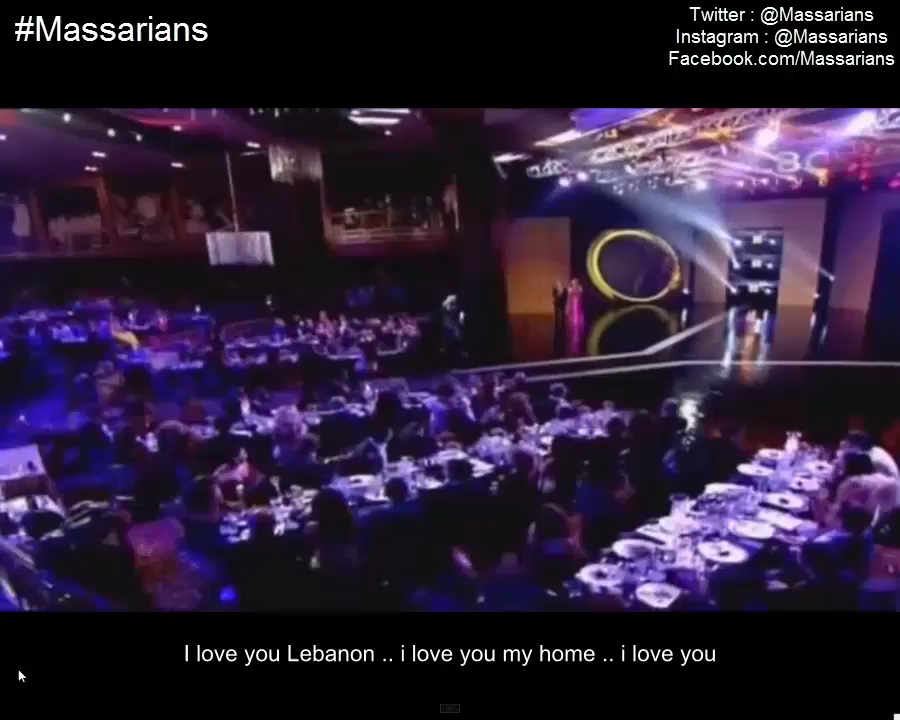 #Massarians
Twitter : @Massarians
Instagram : @Massarians
Facebook.com/Massarians
I love you Lebanon .. i love you my home .. i love you